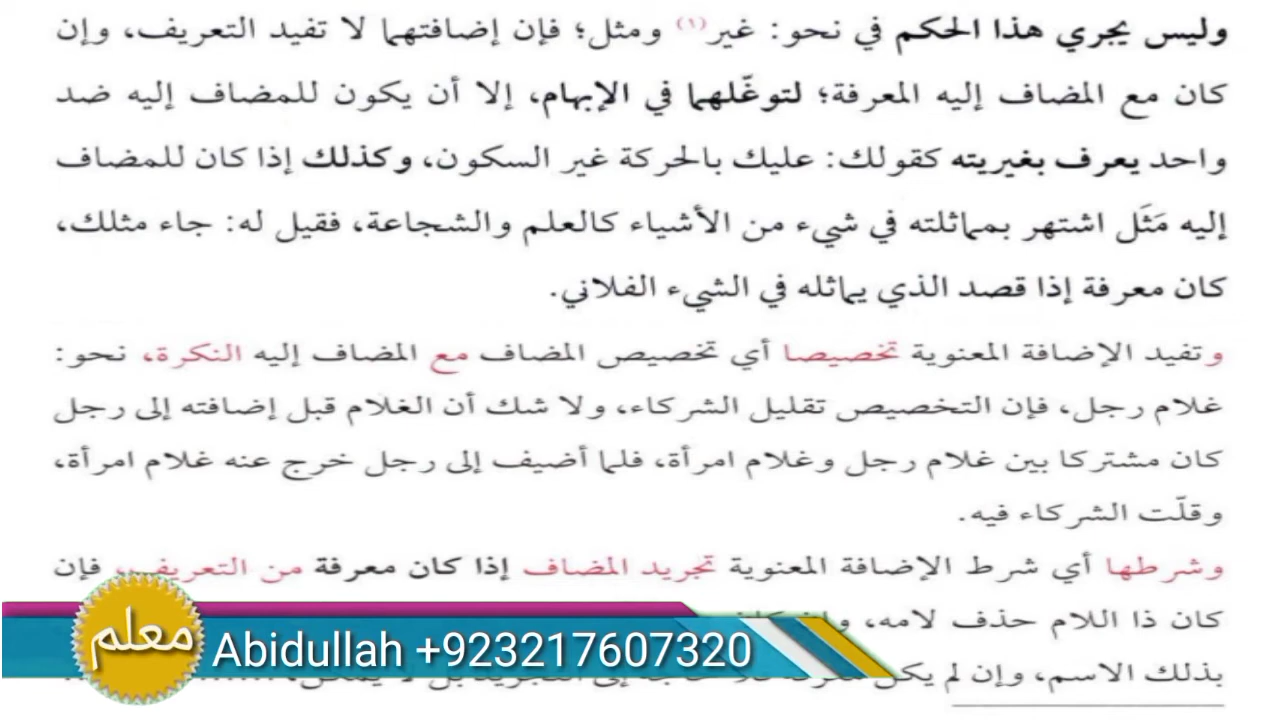 وليس يجري هذا الحكم في نحو: غير(١) ومثل؛ فإن إضافتهما لا تفيد التعريف، وإن
كان مع المضاف إليه المعرفة؛ لتوغّلهما في الإبهام، إلا أن يكون للمضاف إليه ضد
واحد يعرف بغيريته كقولك: عليك بالحركة غير السكون، وكذلك إذا كان للمضاف
إليه مَثَل اشتهر بمماثلته في شيء من الأشياء كالعلم والشجاعة، فقيل له: جاء مثلك،
كان معرفة إذا قصد الذي يماثله في الشيء الفلاني.
وتفيد الإضافة المعنوية تخصيصا أي تخصيص المضاف مع المضاف إليه النكرة، نحو:
غلام رجل، فإن التخصيص تقليل الشركاء، ولا شك أن الغلام قبل إضافته إلى رجل
كان مشتركا بين غلام رجل وغلام امرأة، فلما أضيف إلى رجل خرج عنه غلام امرأة،
وقلّت الشركاء فيه.
وشرطها أي شرط الإضافة المعنوية تجريد المضاف إذا كان معرفة من التعريف، فإن
كان ذا اللام حذف لامه،
بذلك الاسم، وإن لم يكن
معلم
Abidullah +923217607320